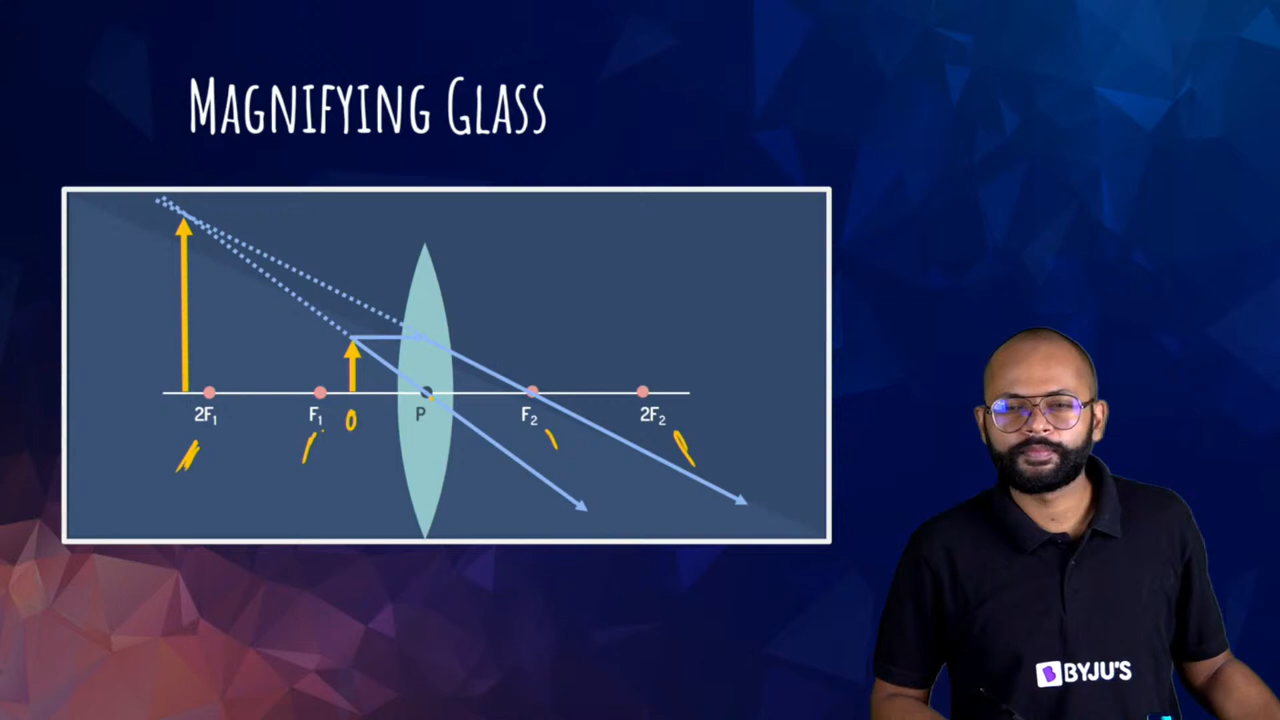 MAGNIFYING GLASS
2F₁ F₁ O P F₂ 2F₂
BYJU'S